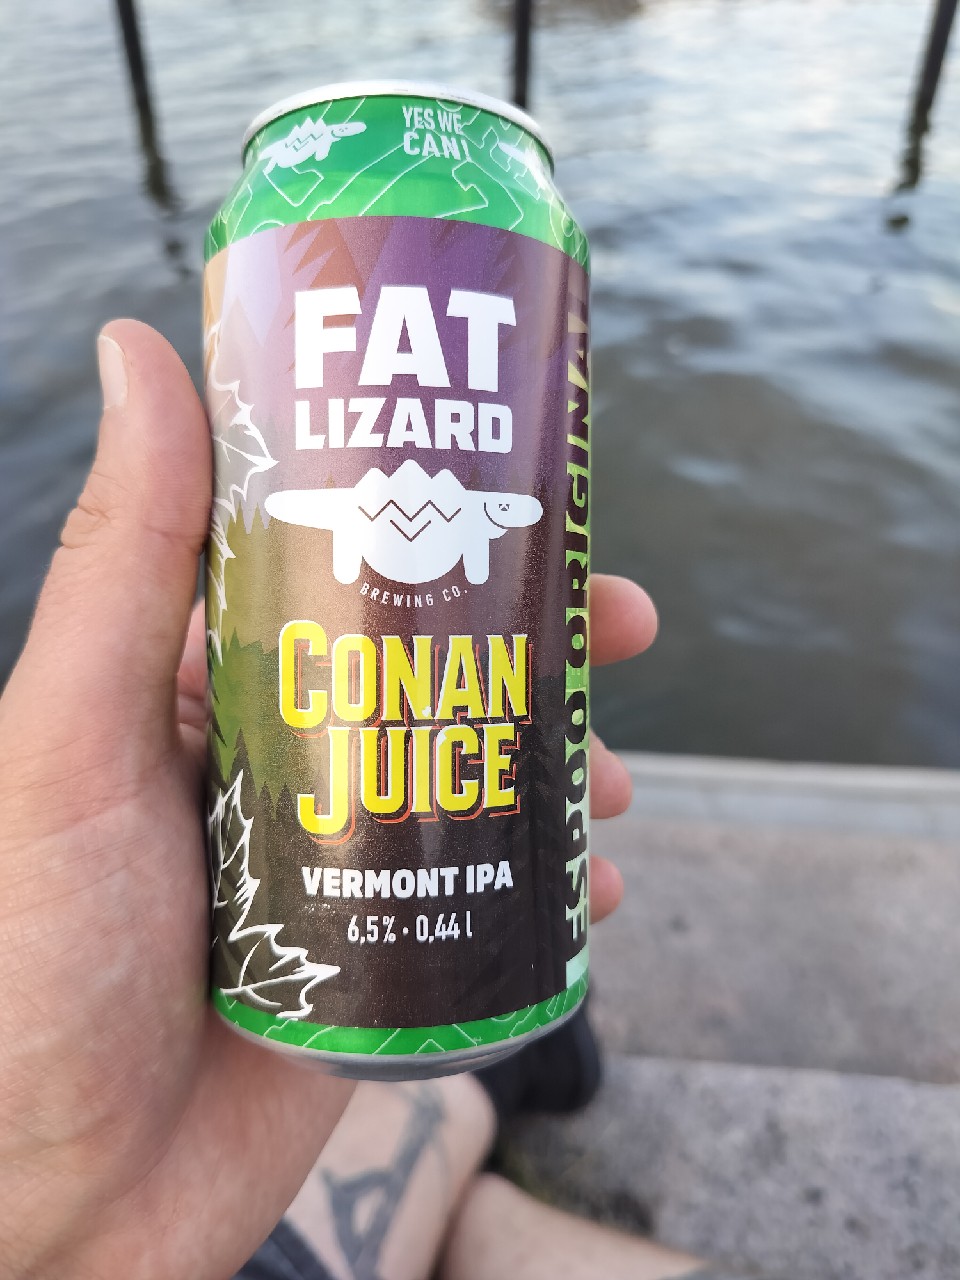 YES WE
CAN!
FAT
LIZARD
BREWING CO.
CONAN
JUICE
VERMONT IPA
6,5% • 0,44 l
ESPOO ORIGINAL